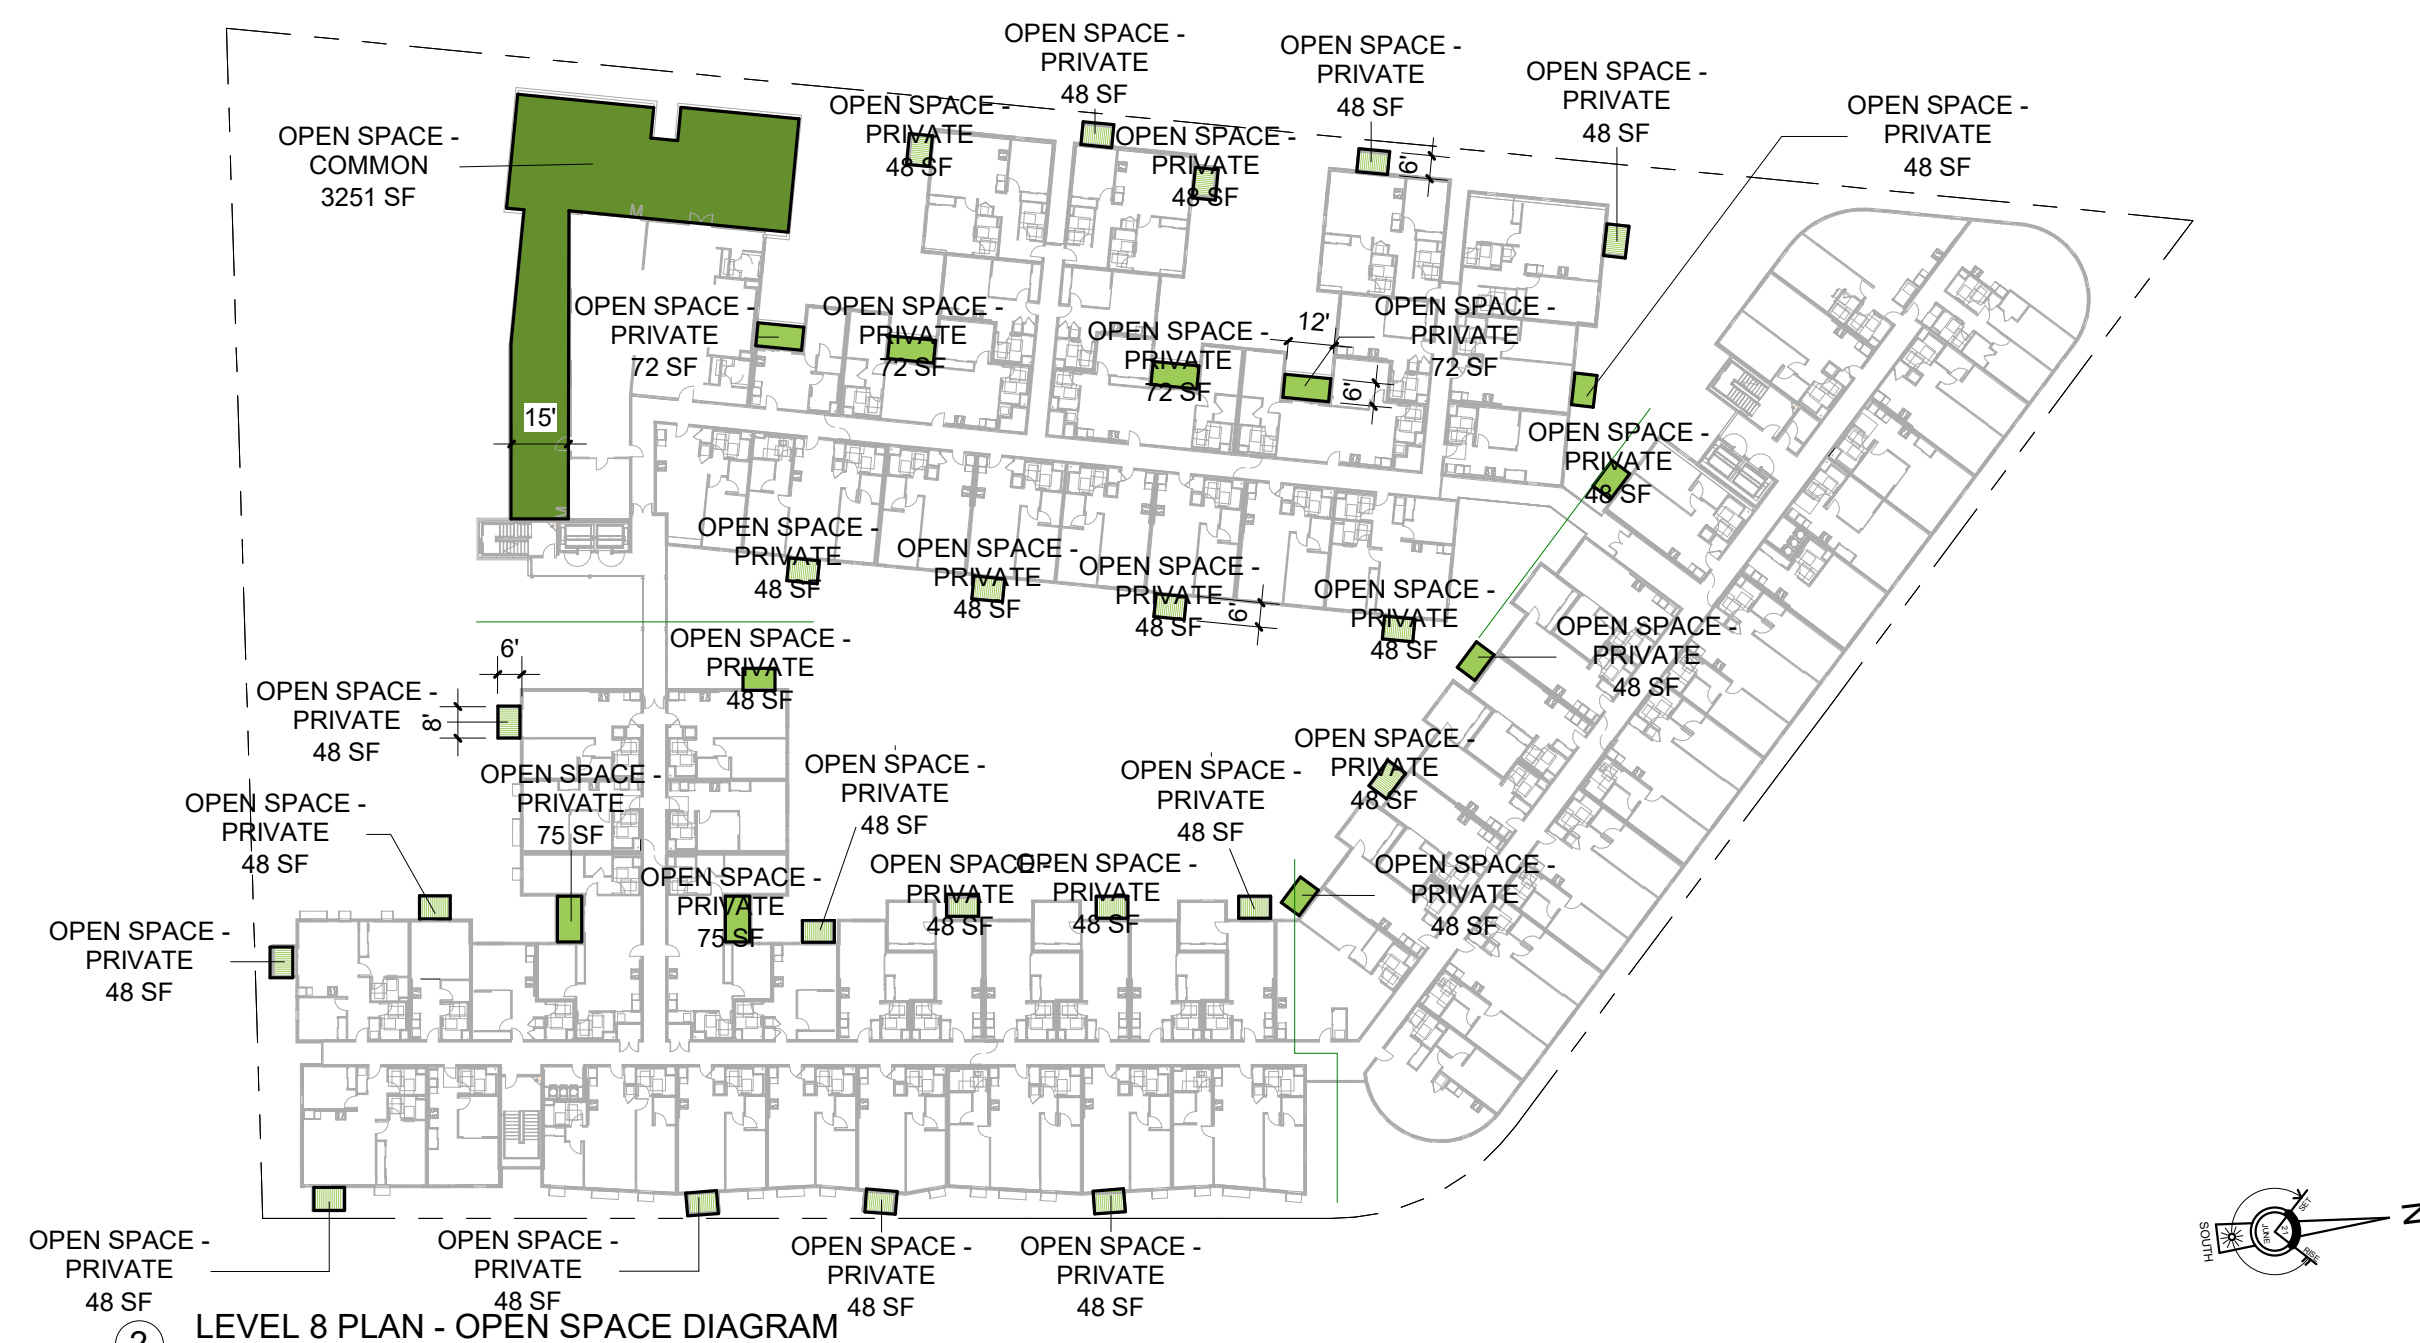 OPEN SPACE -
PRIVATE
48 SF
OPEN SPACE -
PRIVATE
48 SF
OPEN SPACE -
PRIVATE
48 SF
OPEN SPACE -
PRIVATE
48 SF
OPEN SPACE -
PRIVATE
48 SF
OPEN SPACE -
PRIVATE
48 SF
OPEN SPACE -
COMMON
3251 SF
6'
M
OPEN SPACE -
PRIVATE
72 SF
OPEN SPACE -
PRIVATE
72 SF
OPEN SPACE -
PRIVATE
72 SF
12'
OPEN SPACE -
PRIVATE
72 SF
6'
15'
M
OPEN SPACE -
PRIVATE
48 SF
OPEN SPACE -
PRIVATE
48 SF
OPEN SPACE -
PRIVATE
48 SF
OPEN SPACE -
PRIVATE
48 SF
6'
OPEN SPACE -
PRIVATE
48 SF
OPEN SPACE -
PRIVATE
48 SF
OPEN SPACE -
PRIVATE
48 SF
6'
8'
OPEN SPACE -
PRIVATE
48 SF
OPEN SPACE -
PRIVATE
48 SF
OPEN SPACE -
PRIVATE
75 SF
OPEN SPACE -
PRIVATE
48 SF
OPEN SPACE -
PRIVATE
48 SF
OPEN SPACE -
PRIVATE
48 SF
OPEN SPACE -
PRIVATE
75 SF
OPEN SPACE -
PRIVATE
48 SF
OPEN SPACE -
PRIVATE
48 SF
OPEN SPACE -
PRIVATE
48 SF
OPEN SPACE -
PRIVATE
48 SF
OPEN SPACE -
PRIVATE
48 SF
OPEN SPACE -
PRIVATE
48 SF
OPEN SPACE -
PRIVATE
48 SF
OPEN SPACE -
PRIVATE
48 SF
SOUTH
JUNE
21
SET
RISE
N
2
LEVEL 8 PLAN - OPEN SPACE DIAGRAM